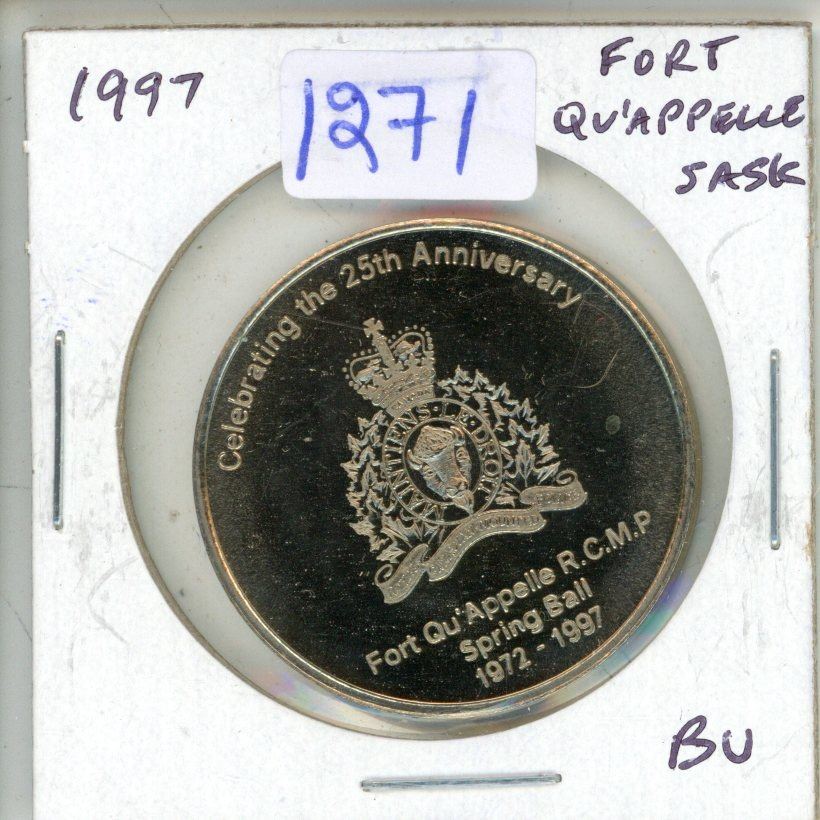 1997
1271
FORT
QU'APPELLE
SASK
Celebrating the 25th Anniversary
MAINTIENS LE DROIT
Fort Qu'Appelle R.C.M.P
Spring Ball
1972 - 1997
BU